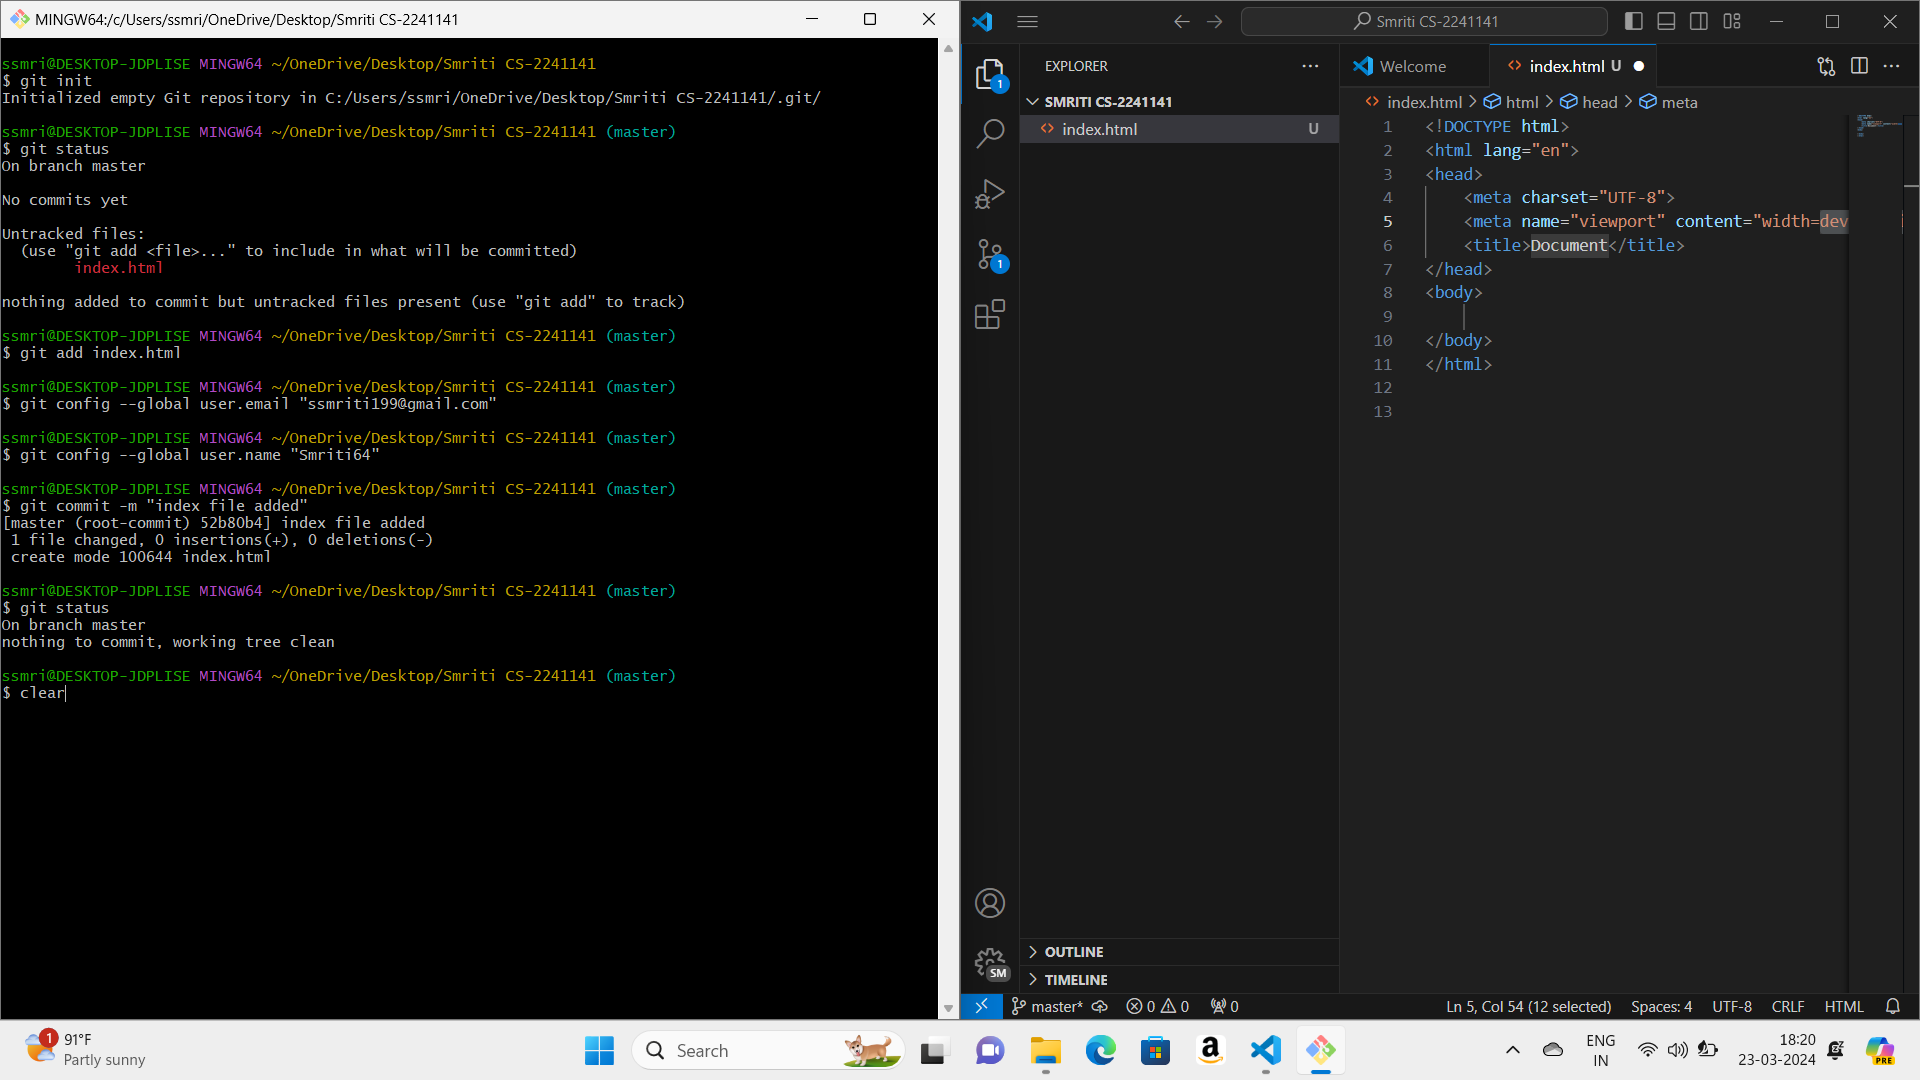 MINGW64:/c/Users/ssmri/OneDrive/Desktop/Smriti CS-2241141
ssmri@DESKTOP-JDPLISE MINGW64 ~/OneDrive/Desktop/Smriti CS-2241141
$ git init
Initialized empty Git repository in C:/Users/ssmri/OneDrive/Desktop/Smriti CS-2241141/.git/
ssmri@DESKTOP-JDPLISE MINGW64 ~/OneDrive/Desktop/Smriti CS-2241141 (master)
$ git status
On branch master
No commits yet
Untracked files:
(use "git add <file>..." to include in what will be committed)
index.html
nothing added to commit but untracked files present (use "git add" to track)
ssmri@DESKTOP-JDPLISE MINGW64 ~/OneDrive/Desktop/Smriti CS-2241141 (master)
$ git add index.html
ssmri@DESKTOP-JDPLISE MINGW64 ~/OneDrive/Desktop/Smriti CS-2241141 (master)
$ git config --global user.email "ssmriti199@gmail.com"
ssmri@DESKTOP-JDPLISE MINGW64 ~/OneDrive/Desktop/Smriti CS-2241141 (master)
$ git config --global user.name "Smriti64"
ssmri@DESKTOP-JDPLISE MINGW64 ~/OneDrive/Desktop/Smriti CS-2241141 (master)
$ git commit -m "index file added"
[master (root-commit) 52b80b4] index file added
1 file changed, 0 insertions(+), 0 deletions(-)
create mode 100644 index.html
ssmri@DESKTOP-JDPLISE MINGW64 ~/OneDrive/Desktop/Smriti CS-2241141 (master)
$ git status
On branch master
nothing to commit, working tree clean
ssmri@DESKTOP-JDPLISE MINGW64 ~/OneDrive/Desktop/Smriti CS-2241141 (master)
$ clear
Smriti CS-2241141
1
1
SM
EXPLORER
SMRITI CS-2241141
index.html U
OUTLINE
TIMELINE
Welcome
index.html U
index.html > html > head > meta
1 <!DOCTYPE html>
2 <html lang="en">
3 <head>
4 <meta charset="UTF-8">
5 <meta name="viewport" content="width=dev
6 <title>Document</title>
7 </head>
8 <body>
9
10 </body>
11 </html>
12
13
master* 0 0 0 Ln 5, Col 54 (12 selected) Spaces: 4 UTF-8 CRLF HTML
1
91°F
Partly sunny
Search
a
ENG
IN
18:20
23-03-2024
PRE